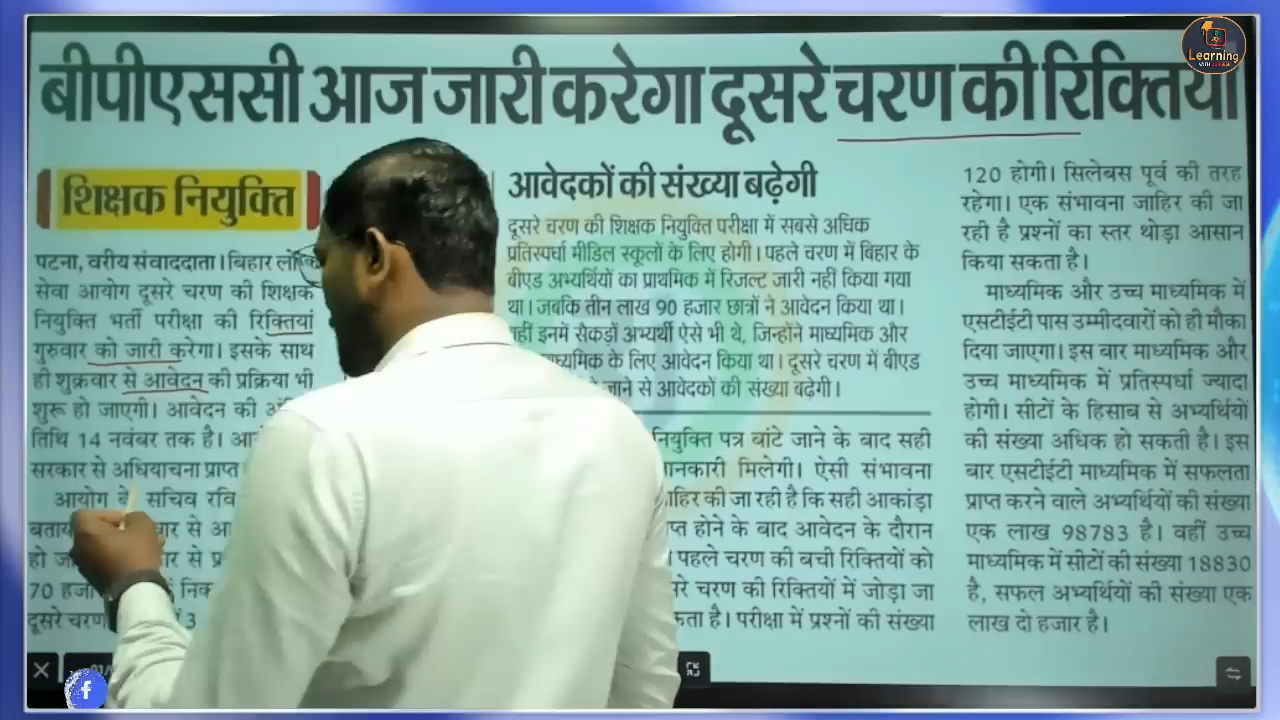 Learning
बीपीएससी आज जारी करेगा दूसरे चरण की रिक्तियां
शिक्षक नियुक्ति
पटना, वरीय संवाददाता। बिहार लोक
सेवा आयोग दूसरे चरण की शिक्षक
नियुक्ति भर्ती परीक्षा की रिक्तियां
गुरुवार को जारी करेगा। इसके साथ
ही शुक्रवार से आवेदन की प्रक्रिया भी
शुरू हो जाएगी। आवेदन की
तिथि 14 नवंबर तक है।
सरकार से अधियाचना प्राप्त
आयोग के सचिव रवि
से
हो से
70
दूसरे चरण 3
आवेदकों की संख्या बढ़ेगी
दूसरे चरण की शिक्षक नियुक्ति परीक्षा में सबसे अधिक
प्रतिस्पर्धा मीडिल स्कूलों के लिए होगी। पहले चरण में बिहार के
बीएड अभ्यर्थियों का प्राथमिक में रिजल्ट जारी नहीं किया गया
था। जबकि तीन लाख 90 हजार छात्रों ने आवेदन किया था।
वहीं इनमें सैकड़ों अभ्यर्थी ऐसे भी थे, जिन्होंने माध्यमिक और
के लिए आवेदन किया था। दूसरे चरण में बीएड
जाने से आवेदकों की संख्या बढ़ेगी।
नियुक्ति पत्र बांटे जाने के बाद सही
जानकारी मिलेगी। ऐसी संभावना
जाहिर की जा रही है कि सही आकांड़ा
होने के बाद आवेदन के दौरान
पहले चरण की बची रिक्तियों को
चरण की रिक्तियों में जोड़ा जा
है। परीक्षा में प्रश्नों की संख्या
120 होगी। सिलेबस पूर्व की तरह
रहेगा। एक संभावना जाहिर की जा
रही है प्रश्नों का स्तर थोड़ा आसान
किया सकता है।
माध्यमिक और उच्च माध्यमिक में
एसटीईटी पास उम्मीदवारों को ही मौका
दिया जाएगा। इस बार माध्यमिक और
उच्च माध्यमिक में प्रतिस्पर्धा ज्यादा
होगी। सीटों के हिसाब से अभ्यर्थियों
की संख्या अधिक हो सकती है। इस
बार एसटीईटी माध्यमिक में सफलता
प्राप्त करने वाले अभ्यर्थियों की संख्या
एक लाख 98783 है। वहीं उच्च
माध्यमिक में सीटों की संख्या 18830
है, सफल अभ्यर्थियों की संख्या एक
लाख दो हजार है।